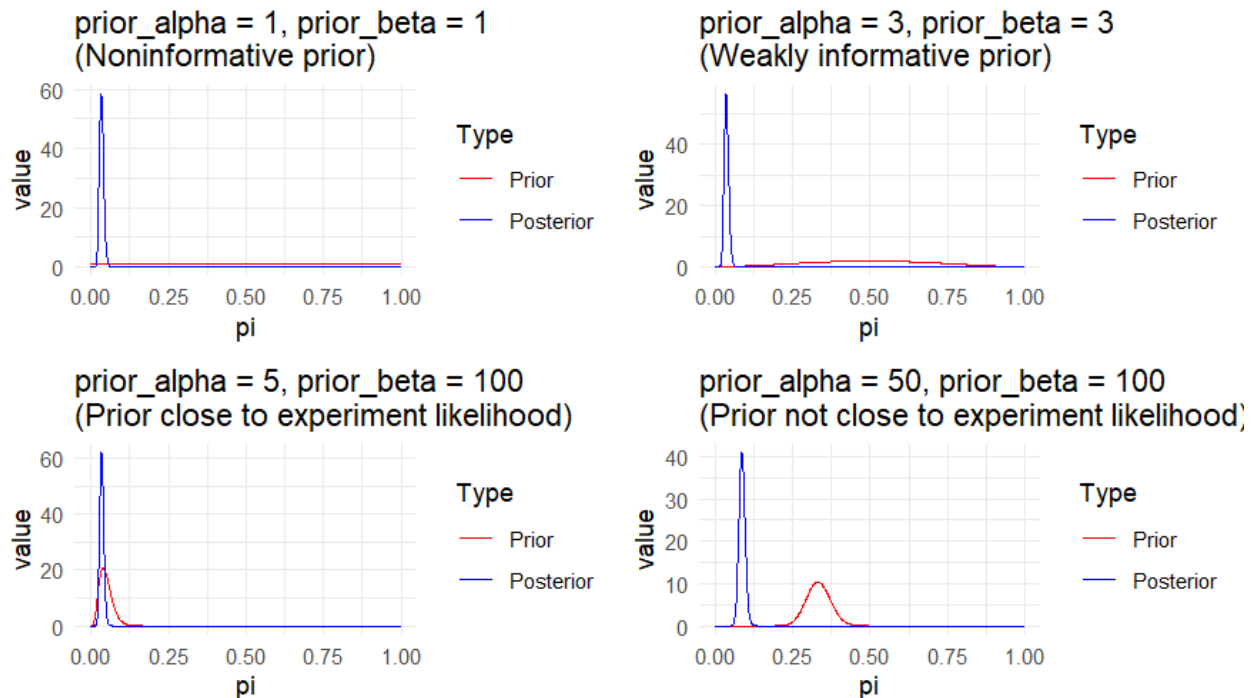 prior_alpha = 1, prior_beta = 1
(Noninformative prior)
60
40
20
0
value
0.00 0.25 0.50 0.75 1.00
pi
Type
Prior
Posterior
prior_alpha = 3, prior_beta = 3
(Weakly informative prior)
40
20
0
value
0.00 0.25 0.50 0.75 1.00
pi
Type
Prior
Posterior
prior_alpha = 5, prior_beta = 100
(Prior close to experiment likelihood)
60
40
20
0
value
0.00 0.25 0.50 0.75 1.00
pi
Type
Prior
Posterior
prior_alpha = 50, prior_beta = 100
(Prior not close to experiment likelihood)
40
30
20
10
0
value
0.00 0.25 0.50 0.75 1.00
pi
Type
Prior
Posterior